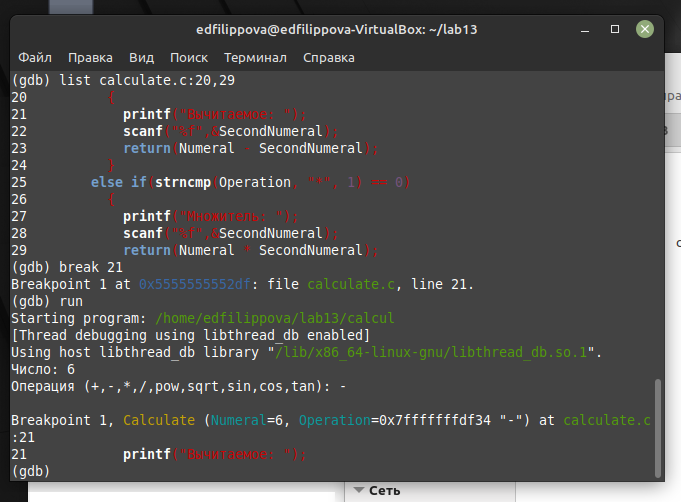 edfilippova@edfilippova-VirtualBox: ~/lab13
Файл Правка Вид Поиск Терминал Справка
(gdb) list calculate.c:20,29
20 {
21 printf("Вычитаемое: ");
22 scanf("%f",&SecondNumeral);
23 return(Numeral - SecondNumeral);
24 }
25 else if(strncmp(Operation, "*", 1) == 0)
26 {
27 printf("Множитель: ");
28 scanf("%f",&SecondNumeral);
29 return(Numeral * SecondNumeral);
(gdb) break 21
Breakpoint 1 at 0x5555555552df: file calculate.c, line 21.
(gdb) run
Starting program: /home/edfilippova/lab13/calcul
[Thread debugging using libthread_db enabled]
Using host libthread_db library "/lib/x86_64-linux-gnu/libthread_db.so.1".
Число: 6
Операция (+,-,*,/,pow,sqrt,sin,cos,tan): -
Breakpoint 1, Calculate (Numeral=6, Operation=0x7fffffffdf34 "-") at calculate.c
:21
21 printf("Вычитаемое: ");
(gdb)
Сеть